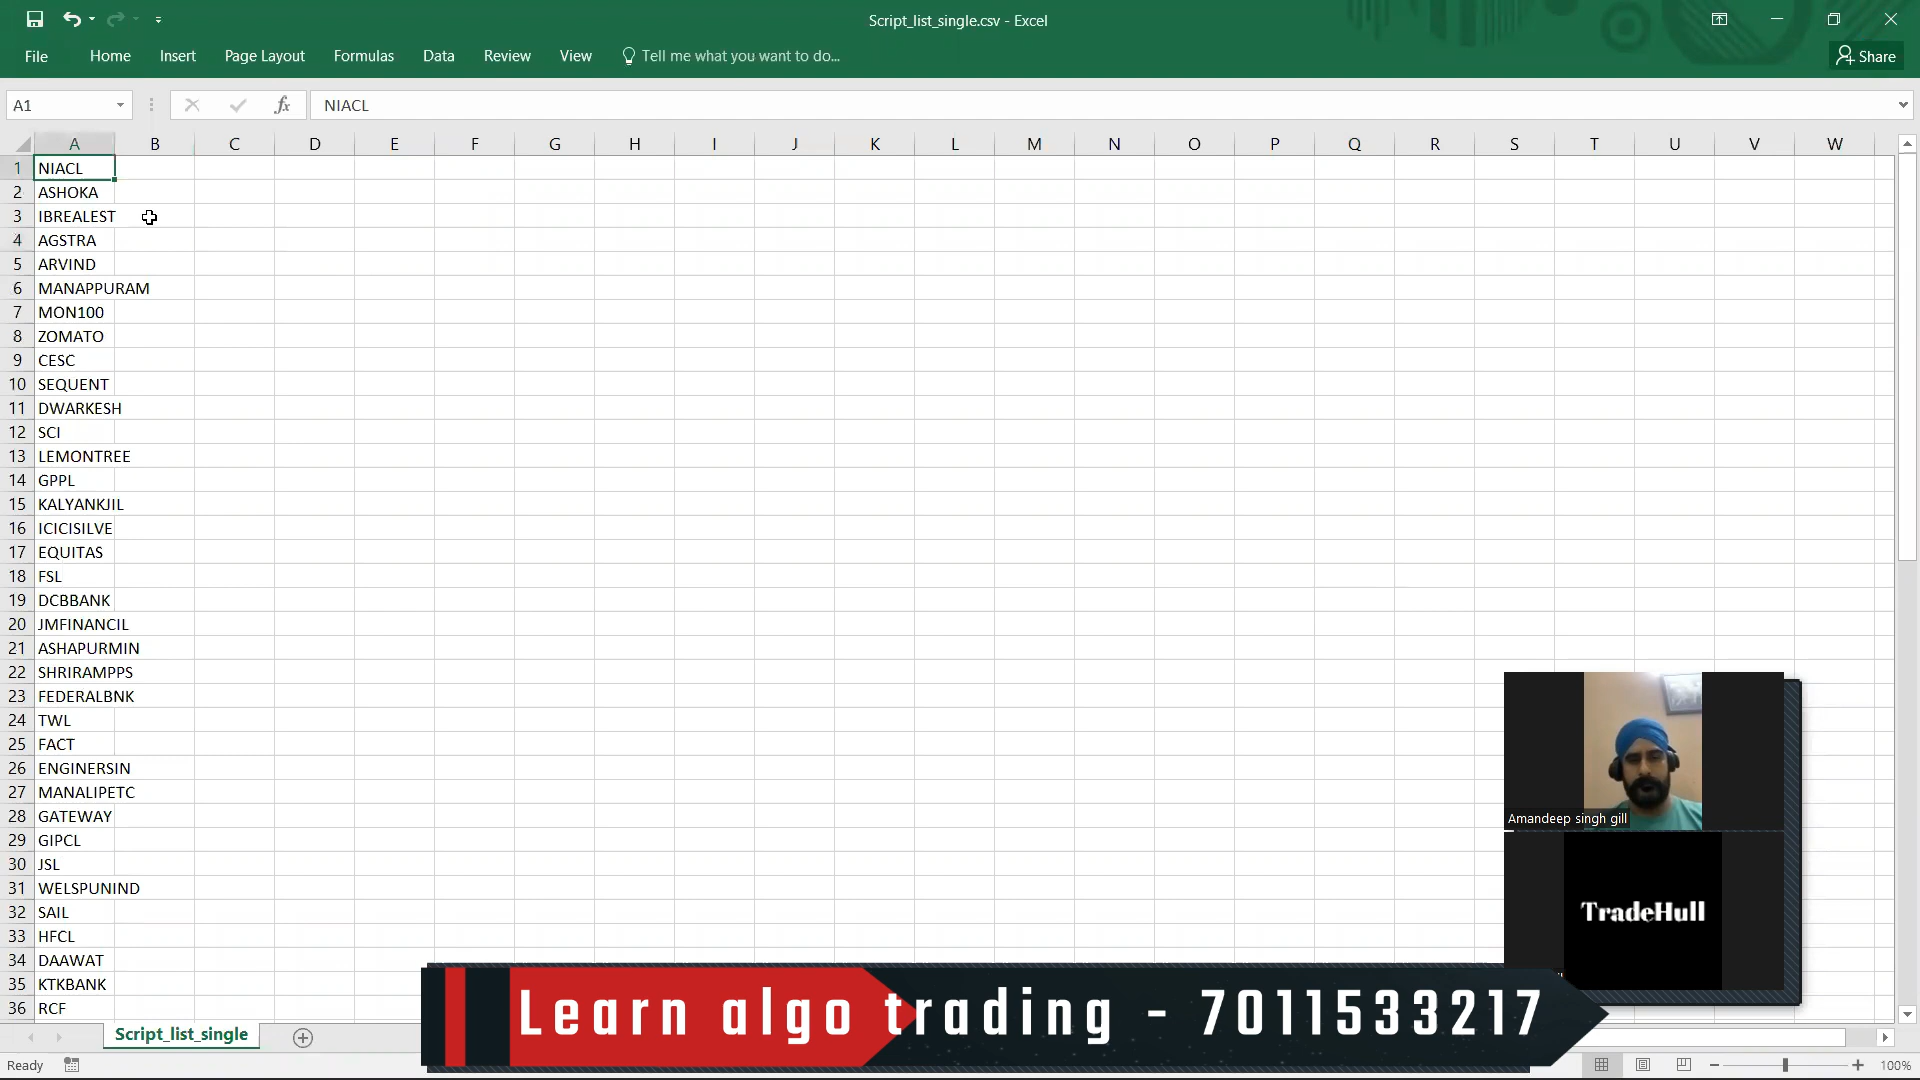 Script_list_single.csv - Excel
File Home Insert Page Layout Formulas Data Review View Tell me what you want to do... Share
A1 fx NIACL
A B C D E F G H I J K L M N O P Q R S T U V W
1 NIACL
2 ASHOKA
3 IBREALEST
4 AGSTRA
5 ARVIND
6 MANAPPURAM
7 MON100
8 ZOMATO
9 CESC
10 SEQUENT
11 DWARKESH
12 SCI
13 LEMONTREE
14 GPPL
15 KALYANKJIL
16 ICICISILVE
17 EQUITAS
18 FSL
19 DCBBANK
20 JMFINANCIL
21 ASHAPURMIN
22 SHRIRAMPPS
23 FEDERALBNK
24 TWL
25 FACT
26 ENGINERSIN
27 MANALIPETC
28 GATEWAY
29 GIPCL
30 JSL
31 WELSPUNIND
32 SAIL
33 HFCL
34 DAAWAT
35 KTKBANK
36 RCF
Amandeep singh gill
TradeHull
Learn algo trading - 7011533217
Script_list_single
Ready 100%